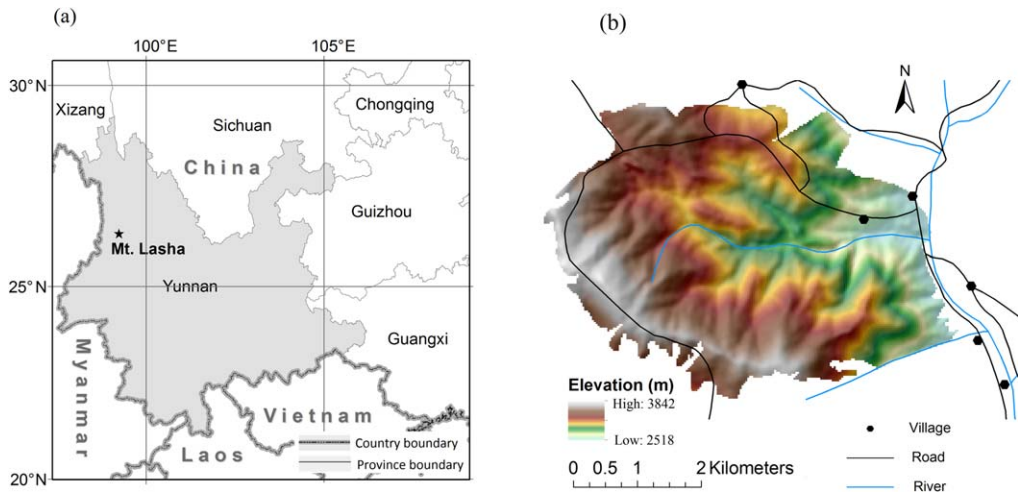 (a)
100°E
105°E
30°N
Xizang
Chongqing
Sichuan
China
Guizhou
Mt. Lasha
Yunnan
25°N
Guangxi
Myanmar
Vietnam
Laos
Country boundary
Province boundary
20°N
(b)
N
Elevation (m)
High: 3842
Low: 2518
0 0.5 1 2 Kilometers
Village
Road
River